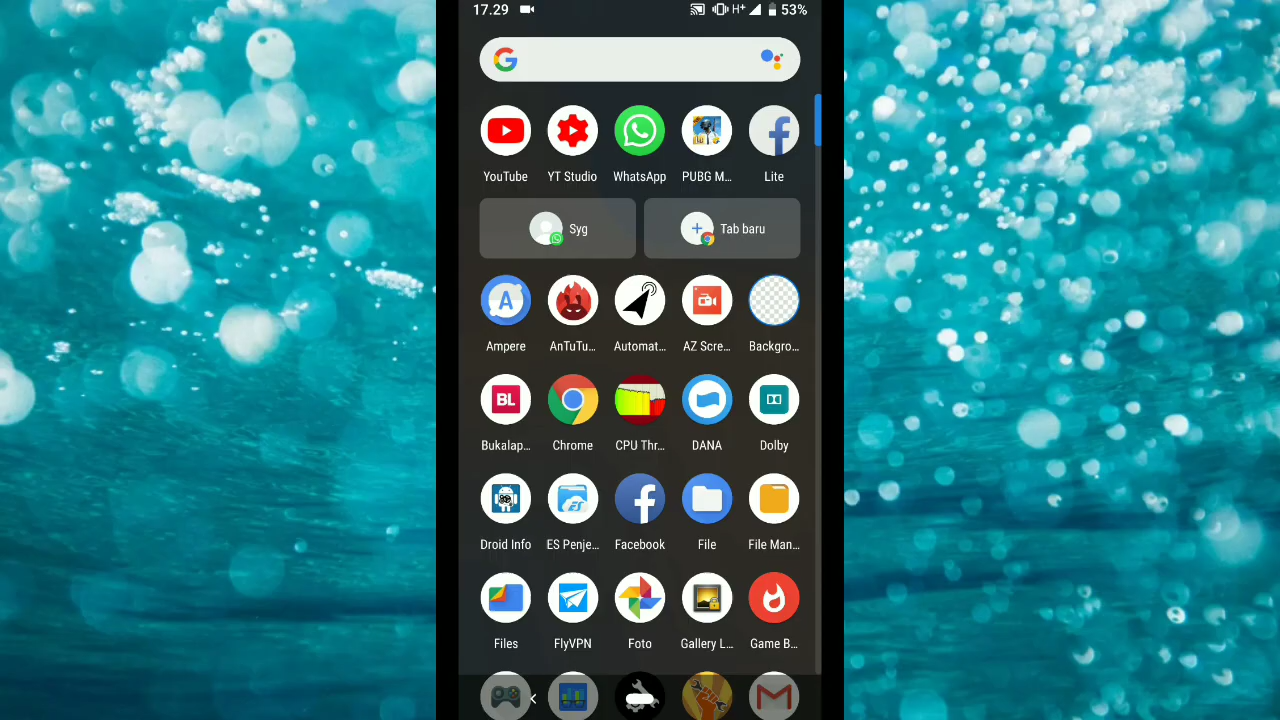 17.29 H+ 53%
YouTube YT Studio WhatsApp PUBG M... Lite
Syg Tab baru
A
Ampere AnTuTu... Automat... AZ Scre... Backgro...
BL
Bukalap... Chrome CPU Thr... DANA Dolby
Droid Info ES Penje... Facebook File File Man...
Files FlyVPN Foto Gallery L... Game B...